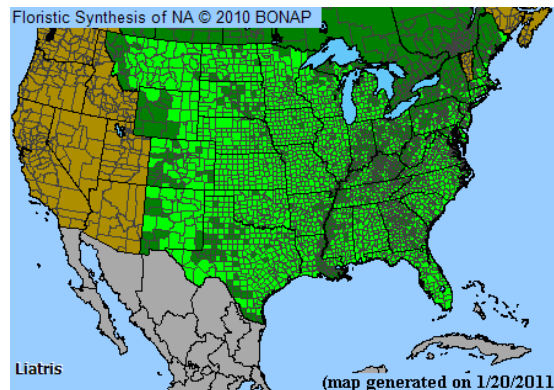 Floristic Synthesis of NA © 2010 BONAP
Liatris
(map generated on 1/20/2011